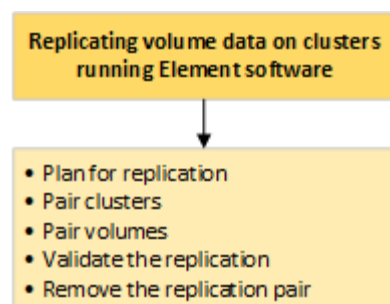 Replicating volume data on clusters
running Element software
• Plan for replication
• Pair clusters
• Pair volumes
• Validate the replication
• Remove the replication pair